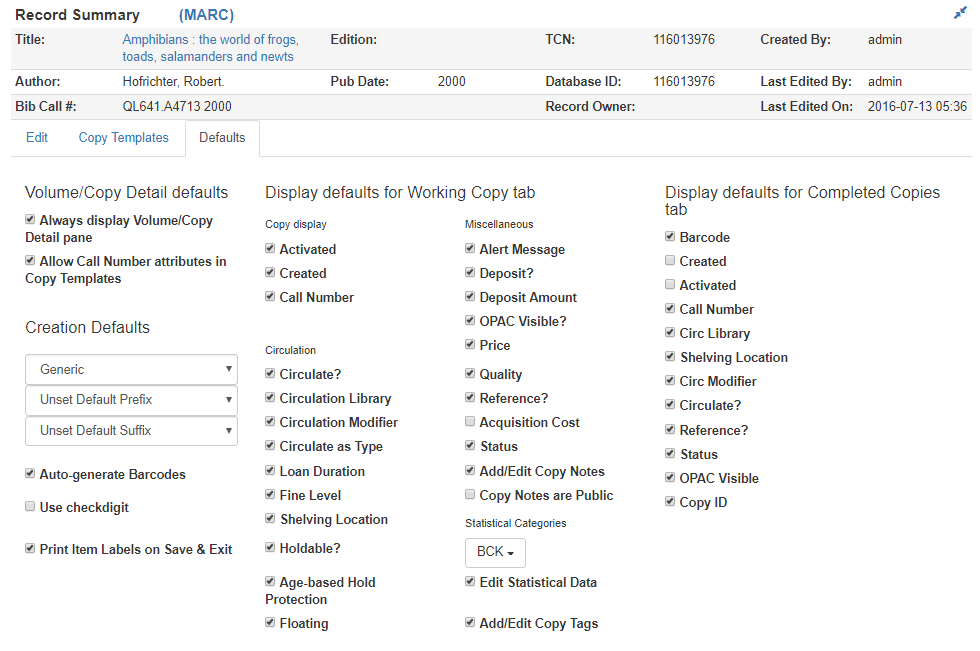 Record Summary (MARC)
Title: Amphibians : the world of frogs, Edition: TCN: 116013976 Created By: admin
toads, salamanders and newts
Author: Hofrichter, Robert. Pub Date: 2000 Database ID: 116013976 Last Edited By: admin
Bib Call #: QL641.A4713 2000 Record Owner: Last Edited On: 2016-07-13 05:36
Edit Copy Templates Defaults
Volume/Copy Detail defaults
Always display Volume/Copy
Detail pane
Allow Call Number attributes in
Copy Templates
Creation Defaults
Generic
Unset Default Prefix
Unset Default Suffix
Auto-generate Barcodes
Use checkdigit
Print Item Labels on Save & Exit
Display defaults for Working Copy tab
Copy display
Activated
Created
Call Number
Circulation
Circulate?
Circulation Library
Circulation Modifier
Circulate as Type
Loan Duration
Fine Level
Shelving Location
Holdable?
Age-based Hold
Protection
Floating
Miscellaneous
Alert Message
Deposit?
Deposit Amount
OPAC Visible?
Price
Quality
Reference?
Acquisition Cost
Status
Add/Edit Copy Notes
Copy Notes are Public
Statistical Categories
BCK
Edit Statistical Data
Add/Edit Copy Tags
Display defaults for Completed Copies
tab
Barcode
Created
Activated
Call Number
Circ Library
Shelving Location
Circ Modifier
Circulate?
Reference?
Status
OPAC Visible
Copy ID